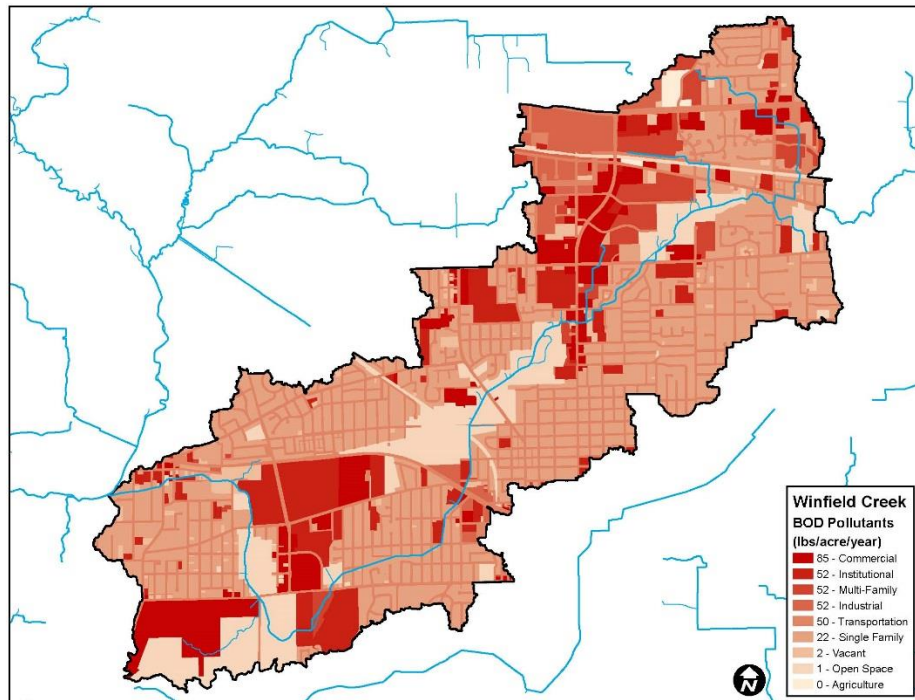 Winfield Creek
BOD Pollutants
(lbs/acre/year)
85 - Commercial
52 - Institutional
52 - Multi-Family
52 - Industrial
50 - Transportation
22 - Single Family
2 - Vacant
1 - Open Space
0 - Agriculture
N